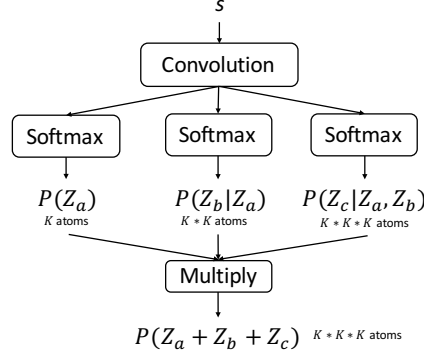 s
Convolution
Softmax Softmax Softmax
P(Z_a) P(Z_b|Z_a) P(Z_c|Z_a, Z_b)
K atoms K * K atoms K * K * K atoms
Multiply
P(Z_a + Z_b + Z_c) K * K * K atoms